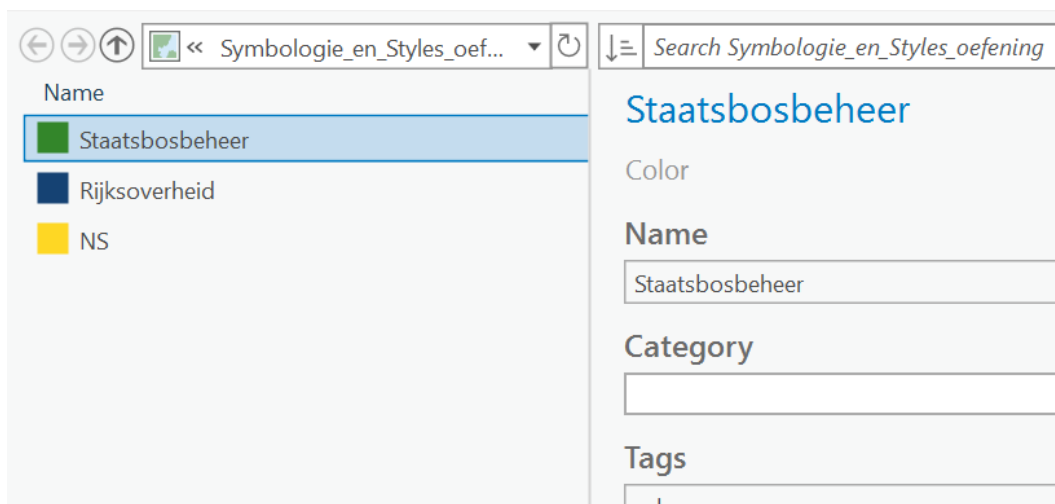 « Symbologie_en_Styles_oef...
Search Symbologie_en_Styles_oefening
Name
Staatsbosbeheer
Rijksoverheid
NS
Staatsbosbeheer
Color
Name
Staatsbosbeheer
Category
Tags